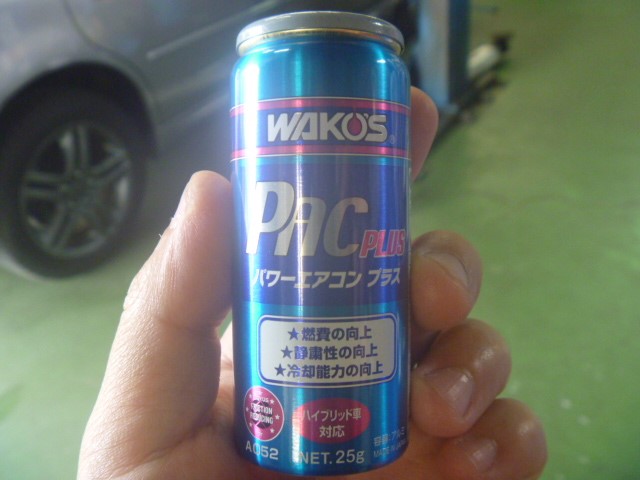 WAKO'S
PAC PLUS
パワーエアコン プラス
★燃費の向上
★静粛性の向上
★冷却能力の向上
ハイブリッド車
対応
A052
NET. 25g